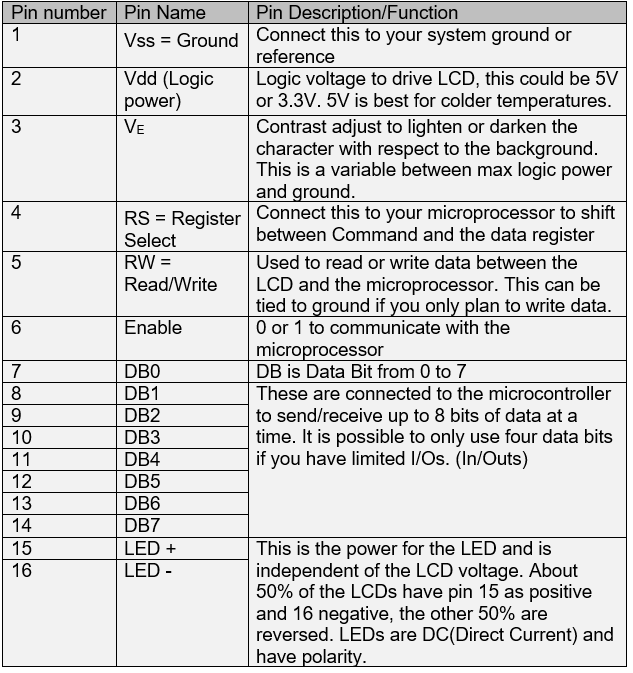 Pin number Pin Name Pin Description/Function
1 Vss = Ground Connect this to your system ground or
reference
2 Vdd (Logic Logic voltage to drive LCD, this could be 5V
power) or 3.3V. 5V is best for colder temperatures.
3 VE Contrast adjust to lighten or darken the
character with respect to the background.
This is a variable between max logic power
and ground.
4 RS = Register Connect this to your microprocessor to shift
Select between Command and the data register
5 RW = Used to read or write data between the
Read/Write LCD and the microprocessor. This can be
tied to ground if you only plan to write data.
6 Enable 0 or 1 to communicate with the
microprocessor
7 DB0 DB is Data Bit from 0 to 7
8 DB1 These are connected to the microcontroller
9 DB2 to send/receive up to 8 bits of data at a
10 DB3 time. It is possible to only use four data bits
11 DB4 if you have limited I/Os. (In/Outs)
12 DB5
13 DB6
14 DB7
15 LED + This is the power for the LED and is
16 LED - independent of the LCD voltage. About
50% of the LCDs have pin 15 as positive
and 16 negative, the other 50% are
reversed. LEDs are DC(Direct Current) and
have polarity.